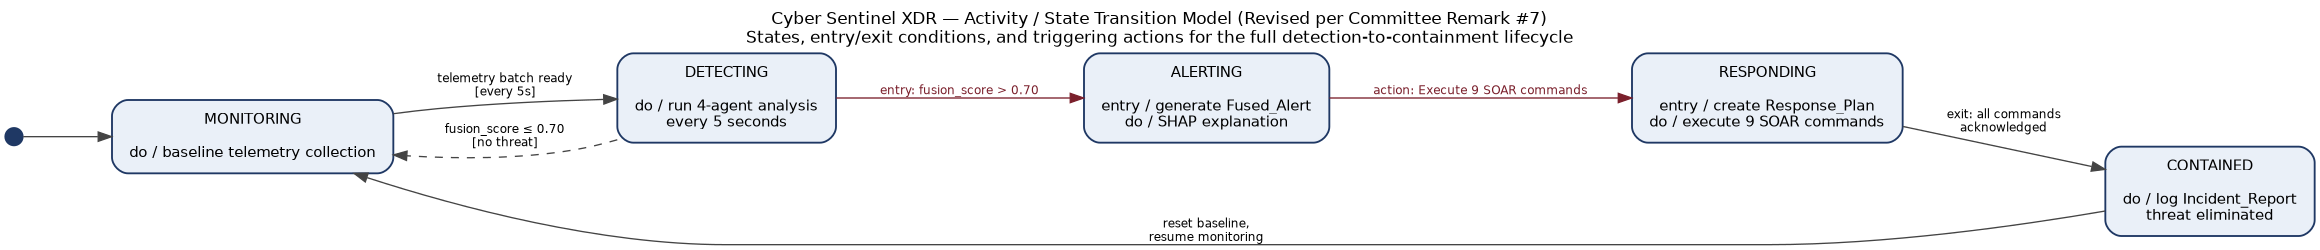 Cyber Sentinel XDR — Activity / State Transition Model (Revised per Committee Remark #7)
States, entry/exit conditions, and triggering actions for the full detection-to-containment lifecycle
MONITORING
do / baseline telemetry collection
telemetry batch ready
[every 5s]
fusion_score ≤ 0.70
[no threat]
DETECTING
do / run 4-agent analysis
every 5 seconds
entry: fusion_score > 0.70
ALERTING
entry / generate Fused_Alert
do / SHAP explanation
action: Execute 9 SOAR commands
RESPONDING
entry / create Response_Plan
do / execute 9 SOAR commands
exit: all commands
acknowledged
CONTAINED
do / log Incident_Report
threat eliminated
reset baseline,
resume monitoring